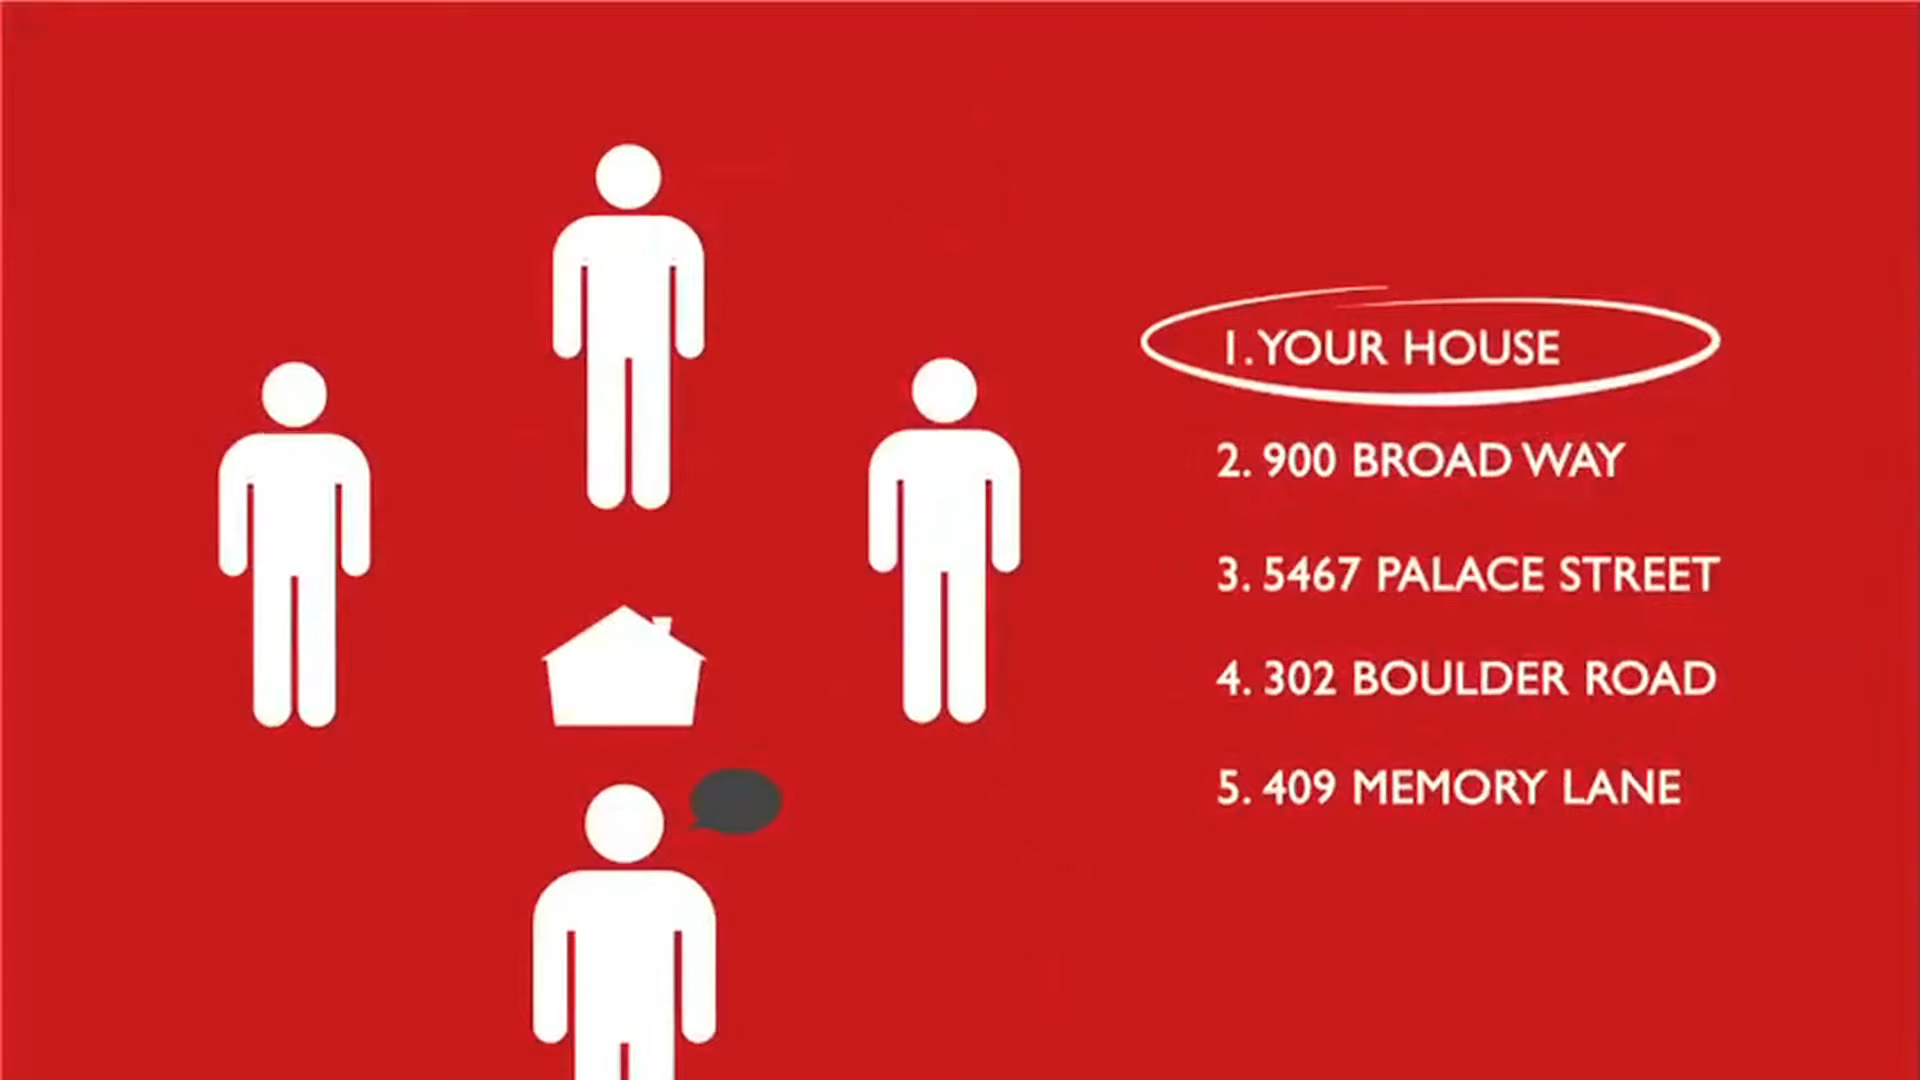 1. YOUR HOUSE
2. 900 BROAD WAY
3. 5467 PALACE STREET
4. 302 BOULDER ROAD
5. 409 MEMORY LANE